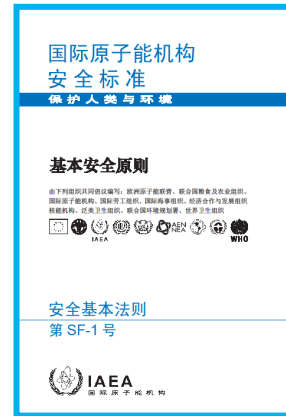 国际原子能机构
安全标准
保护人类与环境
基本安全原则
由下列组织共同倡议编写：欧洲原子能联营、联合国粮食及农业组织、
国际原子能机构、国际劳工组织、国际海事组织、经济合作与发展组织
核能机构、泛美卫生组织、联合国环境规划署、世界卫生组织
IAEA
AEN
NEA
WHO
安全基本法则
第 SF-1 号
IAEA
国际原子能机构